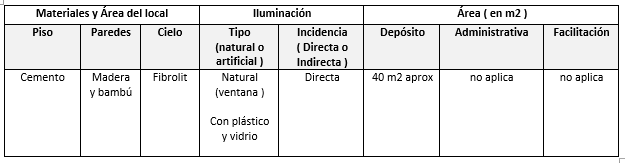 Materiales y Área del local
Iluminación
Área ( en m2 )
Piso
Paredes
Cielo
Tipo
(natural o
artificial )
Incidencia
( Directa o
Indirecta )
Depósito
Administrativa
Facilitación
Cemento
Madera
y bambú
Fibrolit
Natural
(ventana )
Con plástico
y vidrio
Directa
40 m2 aprox
no aplica
no aplica